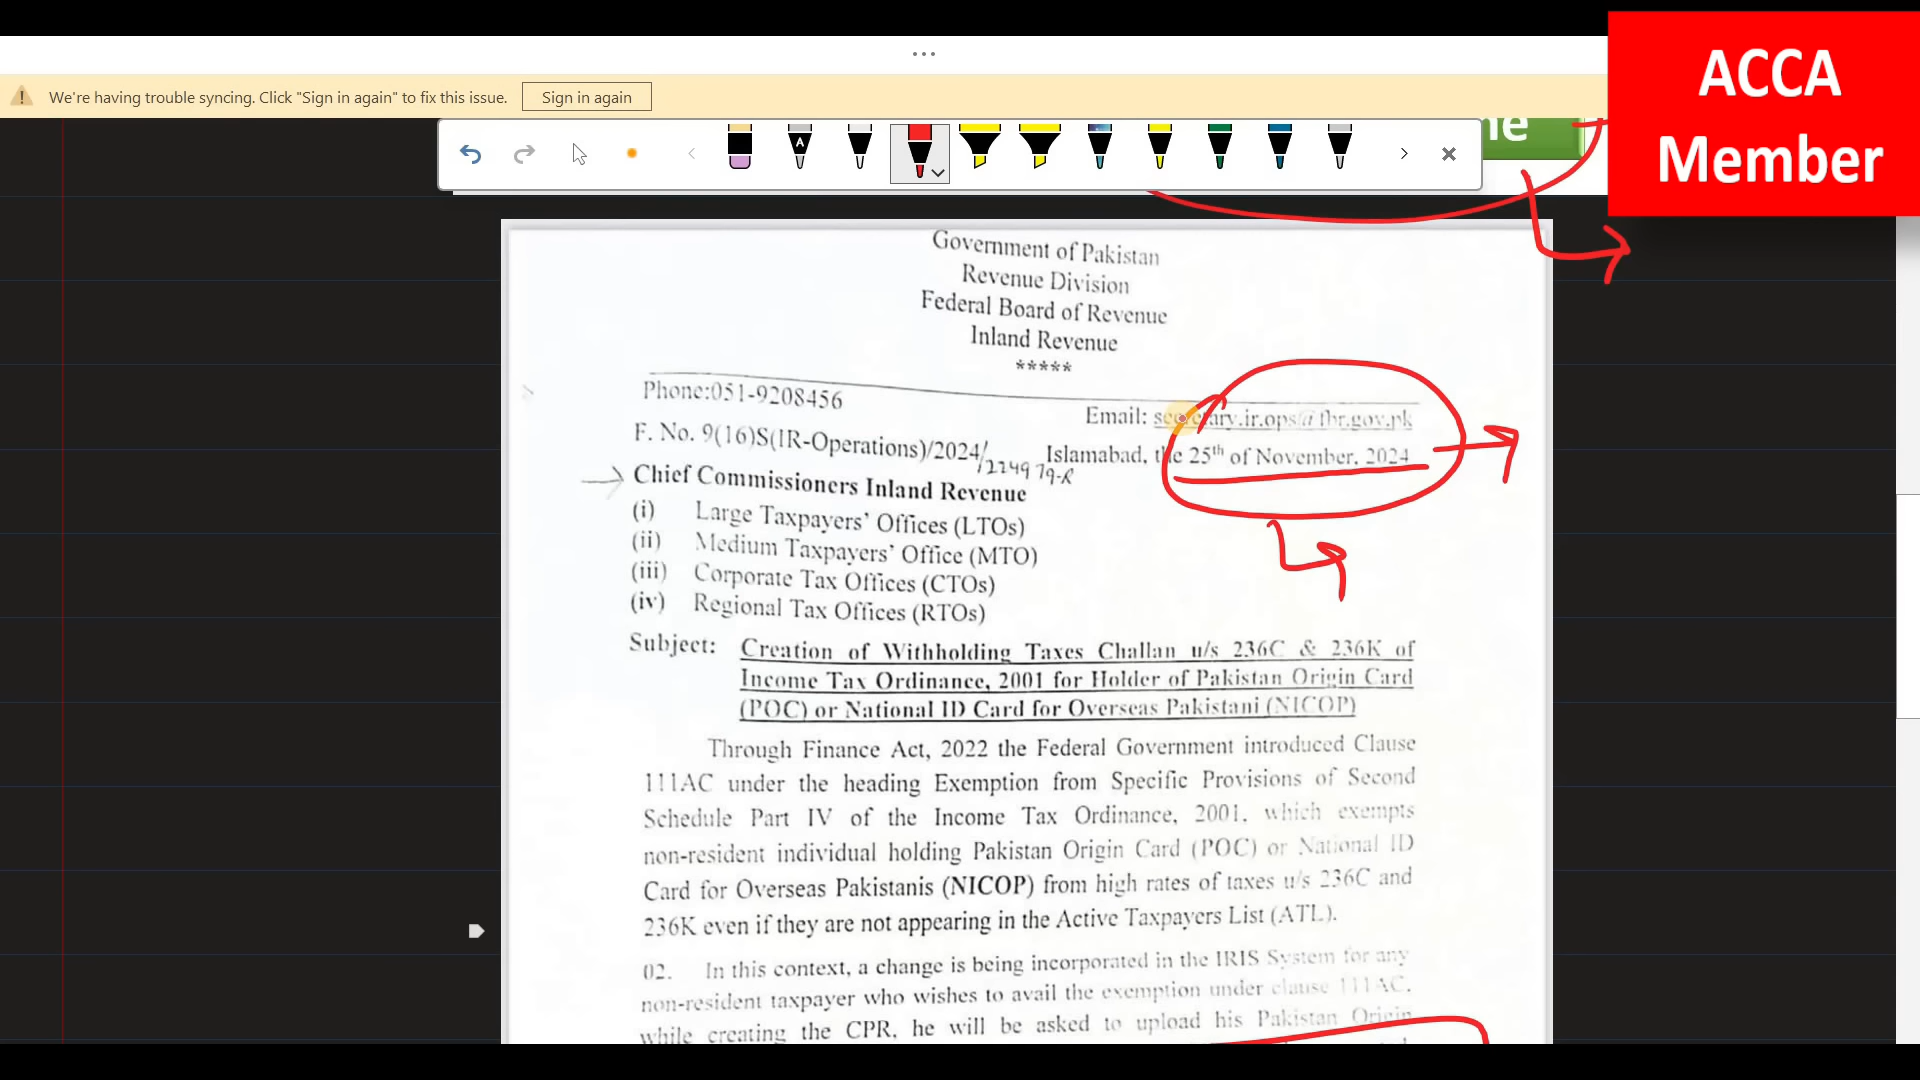 ACCA
Member
We're having trouble syncing. Click "Sign in again" to fix this issue.
Sign in again
A
Government of Pakistan
Revenue Division
Federal Board of Revenue
Inland Revenue
*****
Phone:051-9208456
Email: secretary.ir.ops@fbr.gov.pk
F. No. 9(16)S(IR-Operations)/2024/
Islamabad, the 25th of November, 2024
Chief Commissioners Inland Revenue
(i) Large Taxpayers' Offices (LTOs)
(ii) Medium Taxpayers' Office (MTO)
(iii) Corporate Tax Offices (CTOs)
(iv) Regional Tax Offices (RTOs)
Subject: Creation of Withholding Taxes Challan u/s 236C & 236K of
Income Tax Ordinance, 2001 for Holder of Pakistan Origin Card
(POC) or National ID Card for Overseas Pakistani (NICOP)
Through Finance Act, 2022 the Federal Government introduced Clause
111AC under the heading Exemption from Specific Provisions of Second
Schedule Part IV of the Income Tax Ordinance, 2001, which exempts
non-resident individual holding Pakistan Origin Card (POC) or National ID
Card for Overseas Pakistanis (NICOP) from high rates of taxes u/s 236C and
236K even if they are not appearing in the Active Taxpayers List (ATL).
02. In this context, a change is being incorporated in the IRIS System for any
non-resident taxpayer who wishes to avail the exemption under clause 111AC,
while creating the CPR, he will be asked to upload his Pakistan Origin